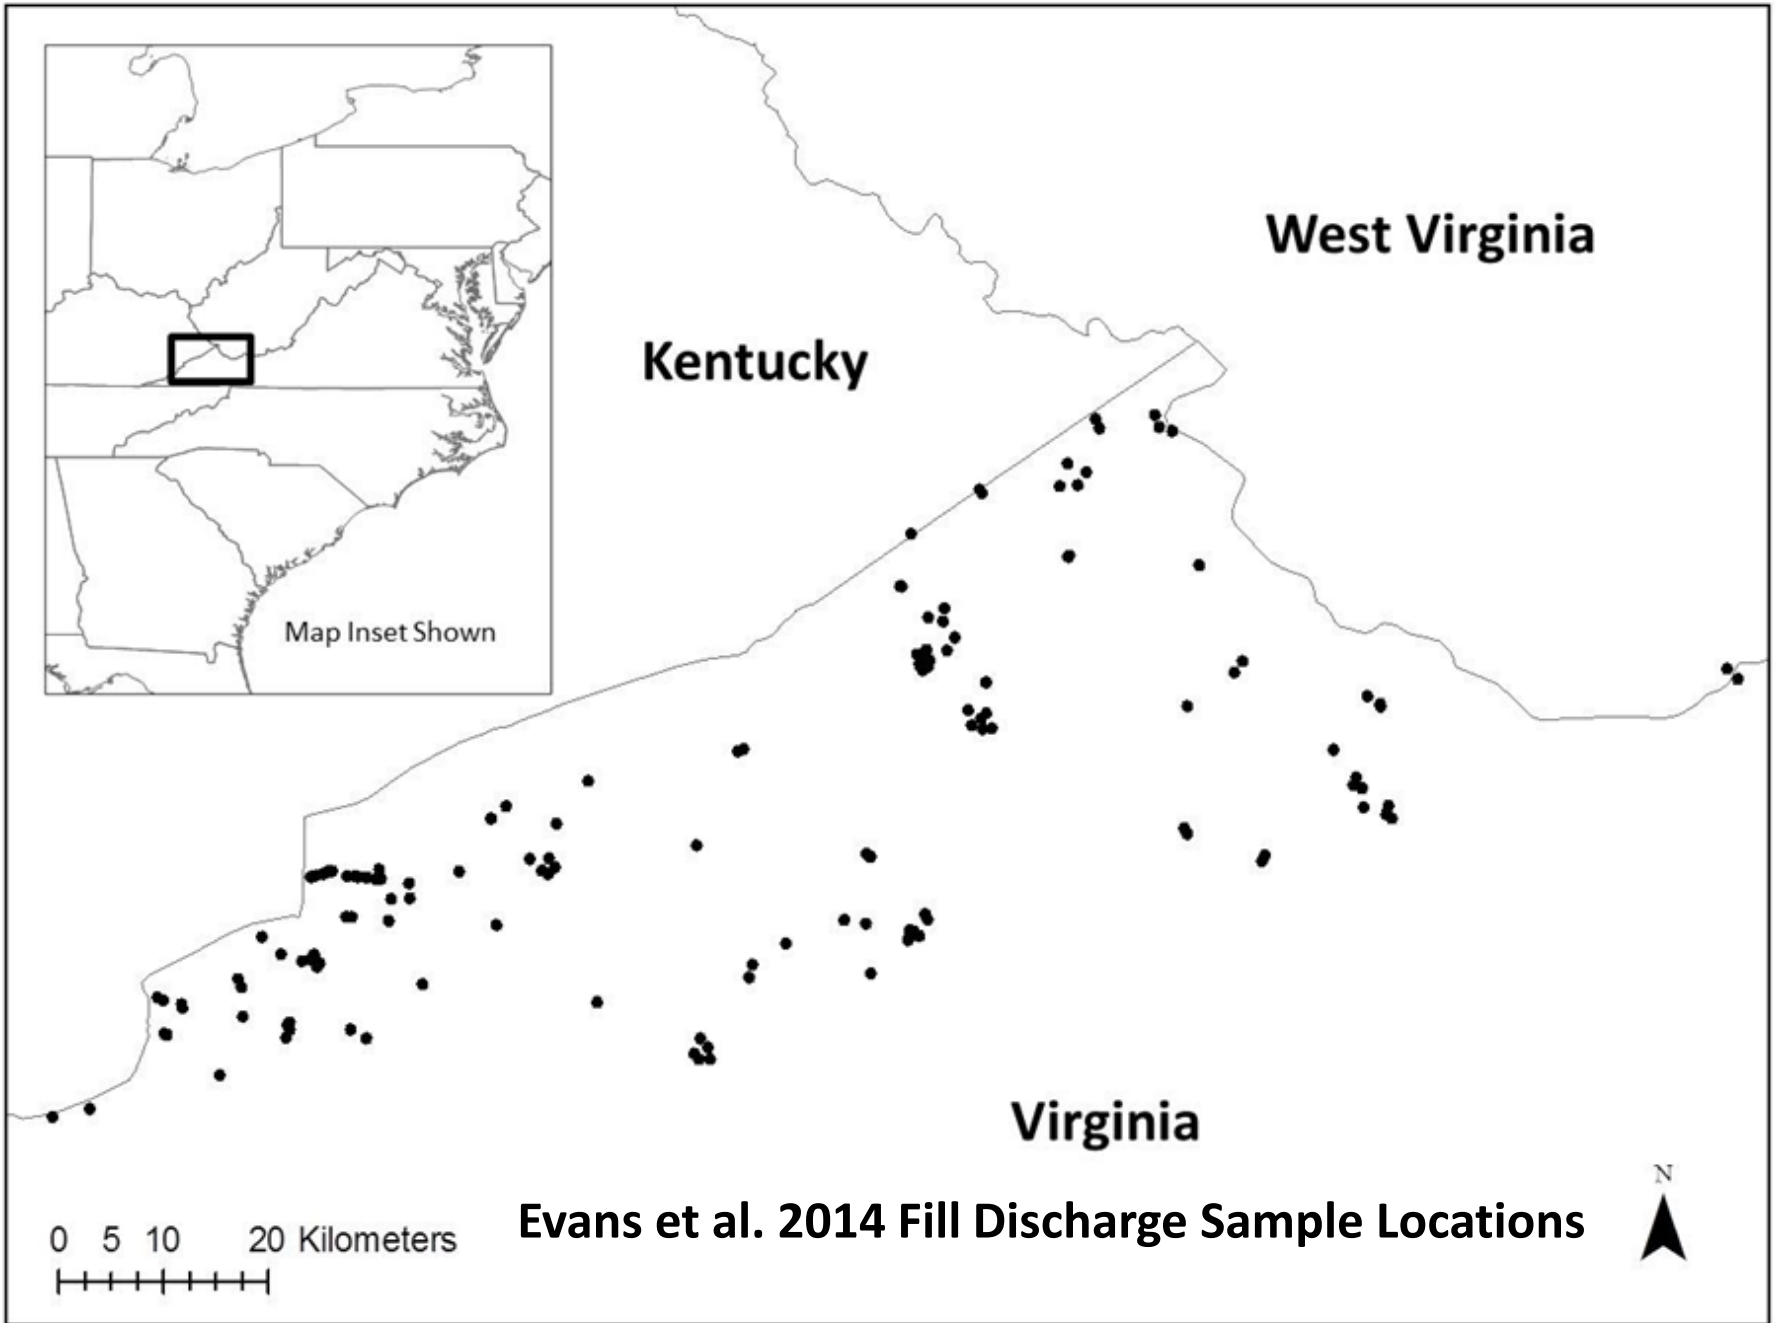 West Virginia
Kentucky
Map Inset Shown
Virginia
N
Evans et al. 2014 Fill Discharge Sample Locations
0 5 10 20 Kilometers